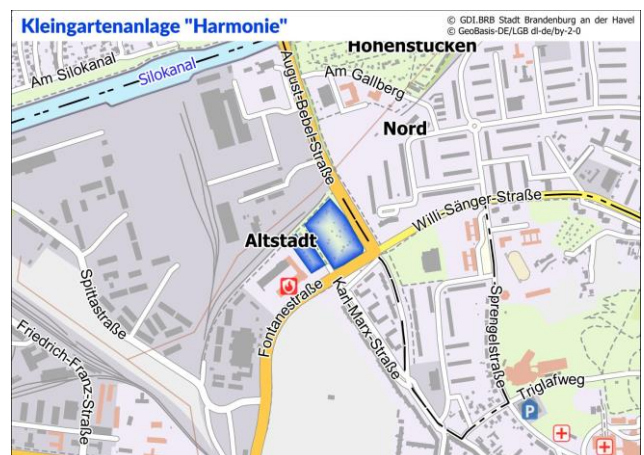 Kleingartenanlage "Harmonie"
© GDI.BRB Stadt Brandenburg an der Havel
© GeoBasis-DE/LGB dl-de/by-2-0
Hohenstücken
Am Silokanal
Silokanal
Am Gallberg
August-Bebel-Straße
Nord
Willi-Sänger-Straße
Altstadt
Spittastraße
Fontanestraße
Karl-Marx-Straße
Sprengelstraße
Friedrich-Franz-Straße
Triglafweg
P